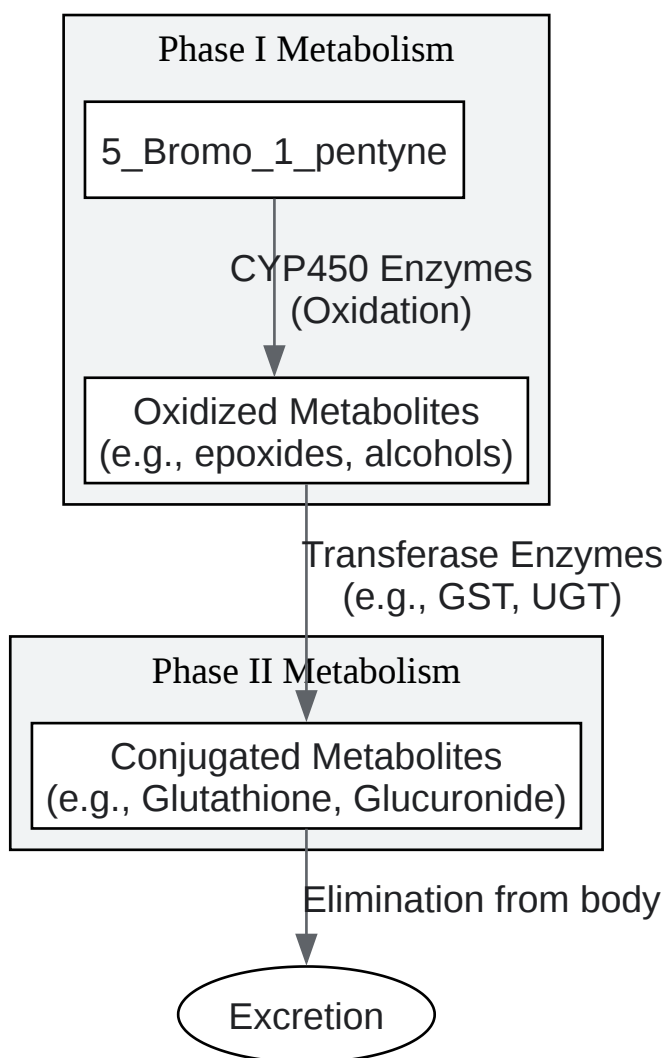 Phase I Metabolism
5_Bromo_1_pentyne
CYP450 Enzymes
(Oxidation)
Oxidized Metabolites
(e.g., epoxides, alcohols)
Transferase Enzymes
(e.g., GST, UGT)
Phase II Metabolism
Conjugated Metabolites
(e.g., Glutathione, Glucuronide)
Elimination from body
Excretion